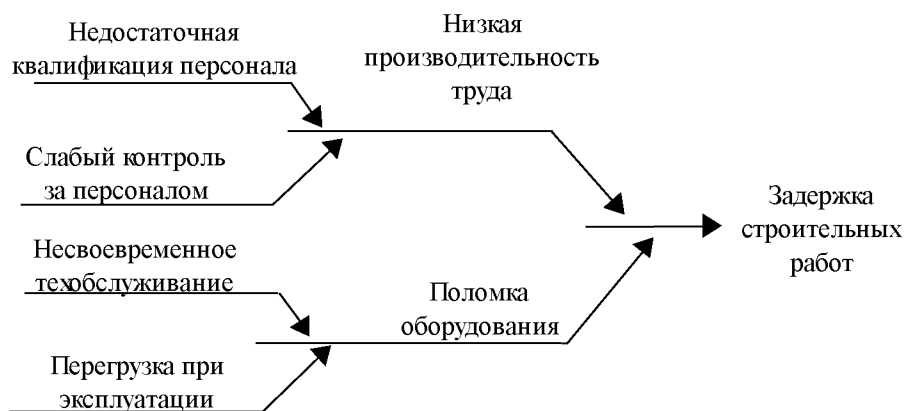 Недостаточная
квалификация персонала
Низкая
производительность
труда
Слабый контроль
за персоналом
Задержка
строительных
работ
Несвоевременное
техобслуживание
Поломка
оборудования
Перегрузка при
эксплуатации